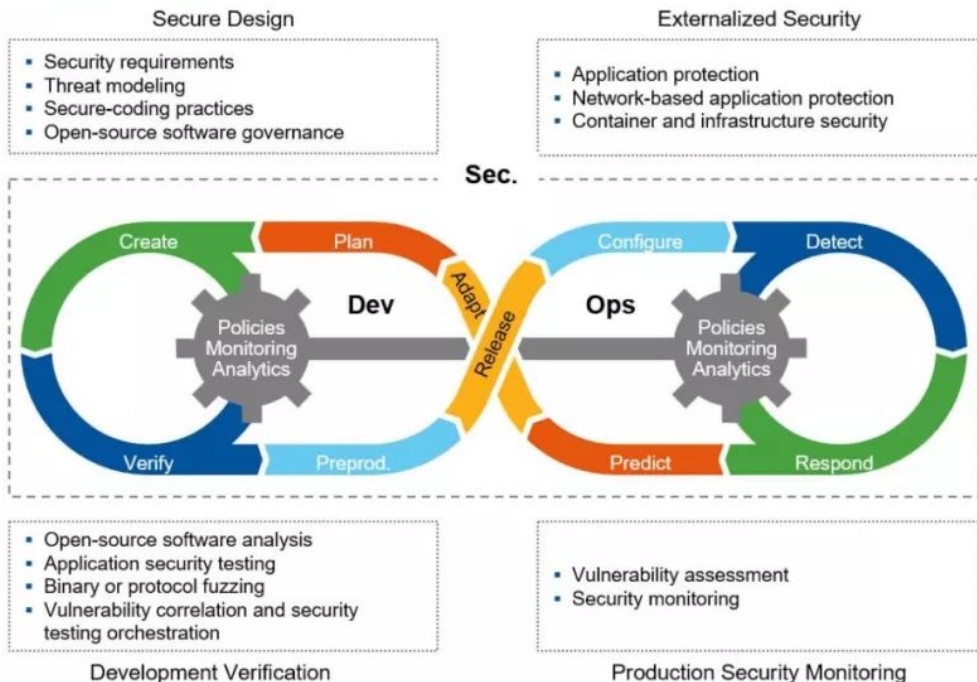 Secure Design
Externalized Security
Security requirements
Threat modeling
Secure-coding practices
Open-source software governance
Application protection
Network-based application protection
Container and infrastructure security
Sec.
Create
Plan
Adapt
Release
Configure
Detect
Dev
Ops
Policies
Monitoring
Analytics
Policies
Monitoring
Analytics
Verify
Preprod.
Predict
Respond
Open-source software analysis
Application security testing
Binary or protocol fuzzing
Vulnerability correlation and security
testing orchestration
Vulnerability assessment
Security monitoring
Development Verification
Production Security Monitoring